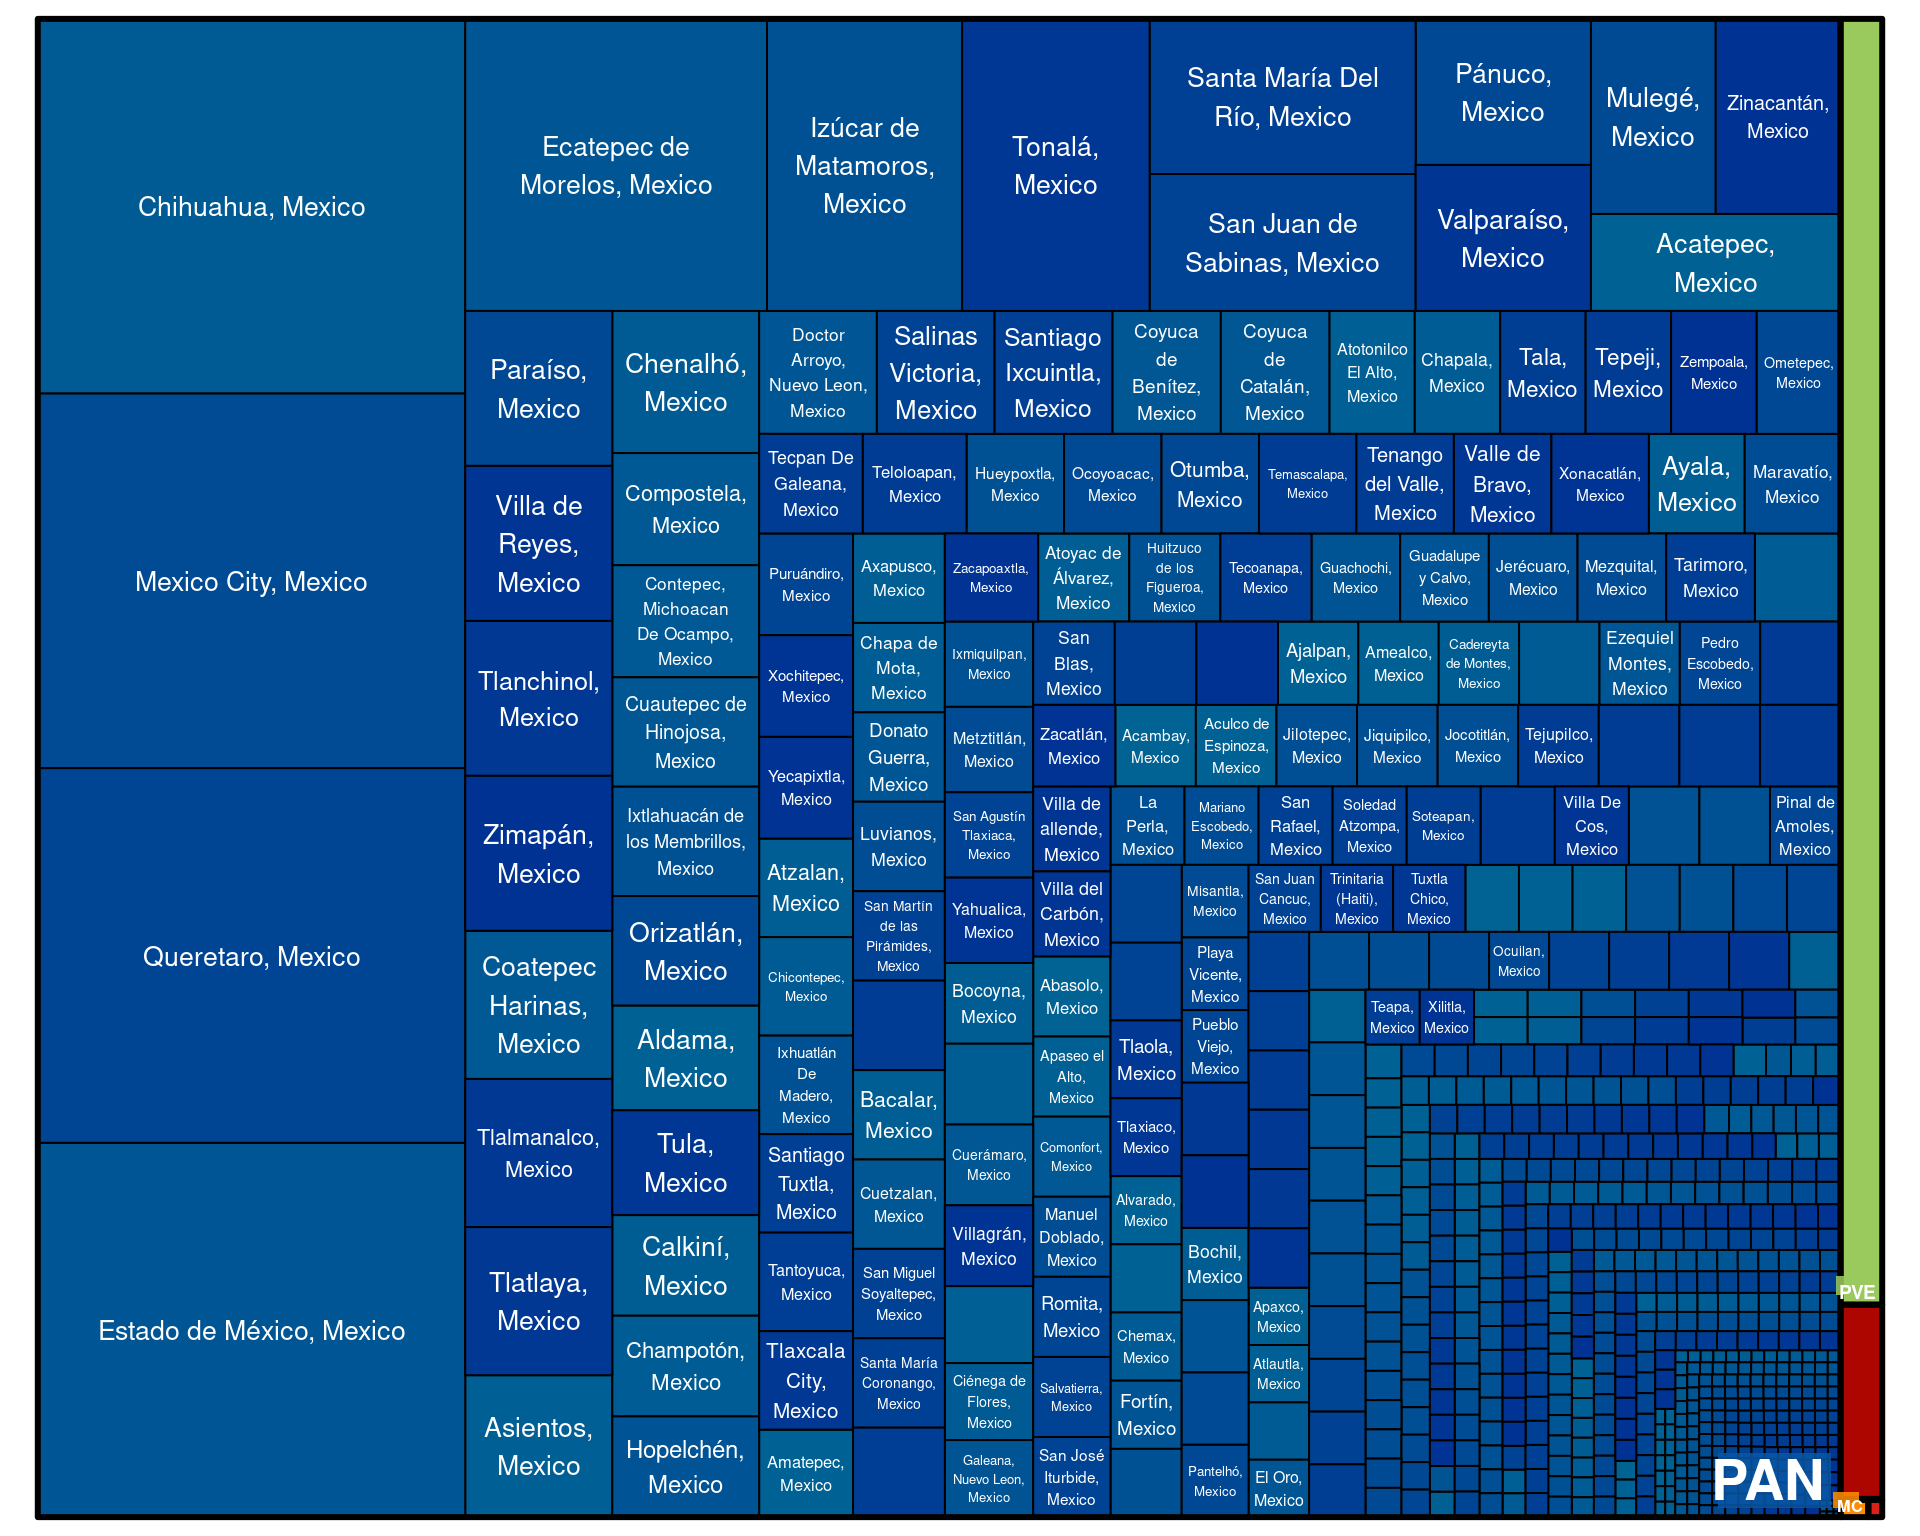 Chihuahua, Mexico
Mexico City, Mexico
Queretaro, Mexico
Estado de México, Mexico
Ecatepec de
Morelos, Mexico
Izúcar de
Matamoros,
Mexico
Tonalá,
Mexico
Santa María Del
Río, Mexico
San Juan de
Sabinas, Mexico
Pánuco,
Mexico
Valparaíso,
Mexico
Mulegé,
Mexico
Zinacantán,
Mexico
Acatepec,
Mexico
Paraíso,
Mexico
Villa de
Reyes,
Mexico
Tlanchinol,
Mexico
Zimapán,
Mexico
Coatepec
Harinas,
Mexico
Tlalmanalco,
Mexico
Tlatlaya,
Mexico
Asientos,
Mexico
Chenalhó,
Mexico
Compostela,
Mexico
Contepec,
Michoacan
De Ocampo,
Mexico
Cuautepec de
Hinojosa,
Mexico
Ixtlahuacán de
los Membrillos,
Mexico
Orizatlán,
Mexico
Aldama,
Mexico
Tula,
Mexico
Calkiní,
Mexico
Champotón,
Mexico
Hopelchén,
Mexico
Doctor
Arroyo,
Nuevo Leon,
Mexico
Salinas
Victoria,
Mexico
Santiago
Ixcuintla,
Mexico
Coyuca
de
Benítez,
Mexico
Coyuca
de
Catalán,
Mexico
Atotonilco
El Alto,
Mexico
Chapala,
Mexico
Tala,
Mexico
Tepeji,
Mexico
Zempoala,
Mexico
Ometepec,
Mexico
Tecpan De
Galeana,
Mexico
Teloloapan,
Mexico
Hueypoxtla,
Mexico
Ocoyoacac,
Mexico
Otumba,
Mexico
Temascalapa,
Mexico
Tenango
del Valle,
Mexico
Valle de
Bravo,
Mexico
Xonacatlán,
Mexico
Ayala,
Mexico
Maravatío,
Mexico
Puruándiro,
Mexico
Xochitepec,
Mexico
Yecapixtla,
Mexico
Atzalan,
Mexico
Chicontepec,
Mexico
Ixhuatlán
De
Madero,
Mexico
Santiago
Tuxtla,
Mexico
Tantoyuca,
Mexico
Tlaxcala
City,
Mexico
Amatepec,
Mexico
Axapusco,
Mexico
Chapa de
Mota,
Mexico
Donato
Guerra,
Mexico
Luvianos,
Mexico
San Martín
de las
Pirámides,
Mexico
Bacalar,
Mexico
Cuetzalan,
Mexico
San Miguel
Soyaltepec,
Mexico
Santa María
Coronango,
Mexico
Zacapoaxtla,
Mexico
Atoyac de
Álvarez,
Mexico
Huitzuco
de los
Figueroa,
Mexico
Tecoanapa,
Mexico
Guachochi,
Mexico
Guadalupe
y Calvo,
Mexico
Jerécuaro,
Mexico
Mezquital,
Mexico
Tarimoro,
Mexico
Ixmiquilpan,
Mexico
Metztitlán,
Mexico
San Agustín
Tlaxiaca,
Mexico
Yahualica,
Mexico
Bocoyna,
Mexico
Cuerámaro,
Mexico
Villagrán,
Mexico
Ciénega de
Flores,
Mexico
Galeana,
Nuevo Leon,
Mexico
San
Blas,
Mexico
Ajalpan,
Mexico
Amealco,
Mexico
Cadereyta
de Montes,
Mexico
Ezequiel
Montes,
Mexico
Pedro
Escobedo,
Mexico
Zacatlán,
Mexico
Acambay,
Mexico
Aculco de
Espinoza,
Mexico
Jilotepec,
Mexico
Jiquipilco,
Mexico
Jocotitlán,
Mexico
Tejupilco,
Mexico
Villa de
allende,
Mexico
Villa del
Carbón,
Mexico
Abasolo,
Mexico
Apaseo el
Alto,
Mexico
Comonfort,
Mexico
Manuel
Doblado,
Mexico
Romita,
Mexico
Salvatierra,
Mexico
San José
Iturbide,
Mexico
La
Perla,
Mexico
Mariano
Escobedo,
Mexico
San
Rafael,
Mexico
Soledad
Atzompa,
Mexico
Soteapan,
Mexico
Villa De
Cos,
Mexico
Pinal de
Amoles,
Mexico
Tlaola,
Mexico
Tlaxiaco,
Mexico
Alvarado,
Mexico
Chemax,
Mexico
Fortín,
Mexico
Misantla,
Mexico
Playa
Vicente,
Mexico
Pueblo
Viejo,
Mexico
Bochil,
Mexico
Pantelhó,
Mexico
San Juan
Cancuc,
Mexico
Trinitaria
(Haiti),
Mexico
Tuxtla
Chico,
Mexico
Apaxco,
Mexico
Atlautla,
Mexico
El Oro,
Mexico
Ocuilan,
Mexico
Teapa,
Mexico
Xilitla,
Mexico
PVE
PAN
MC